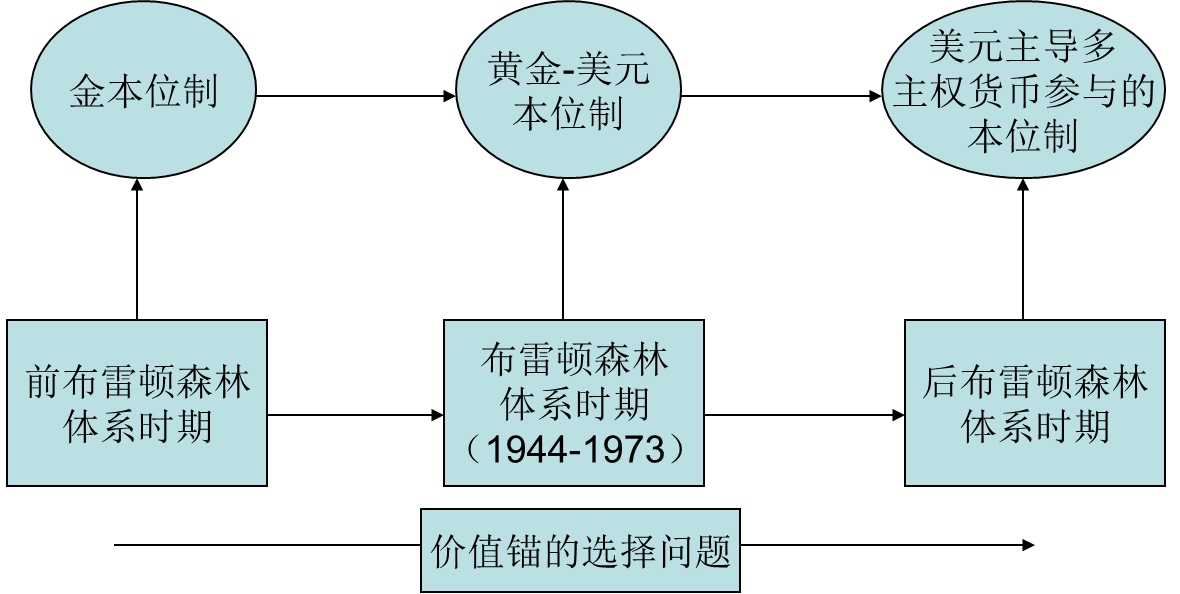 金本位制
黄金-美元
本位制
美元主导多
主权货币参与的
本位制
前布雷顿森林
体系时期
布雷顿森林
体系时期
（1944-1973）
后布雷顿森林
体系时期
价值锚的选择问题